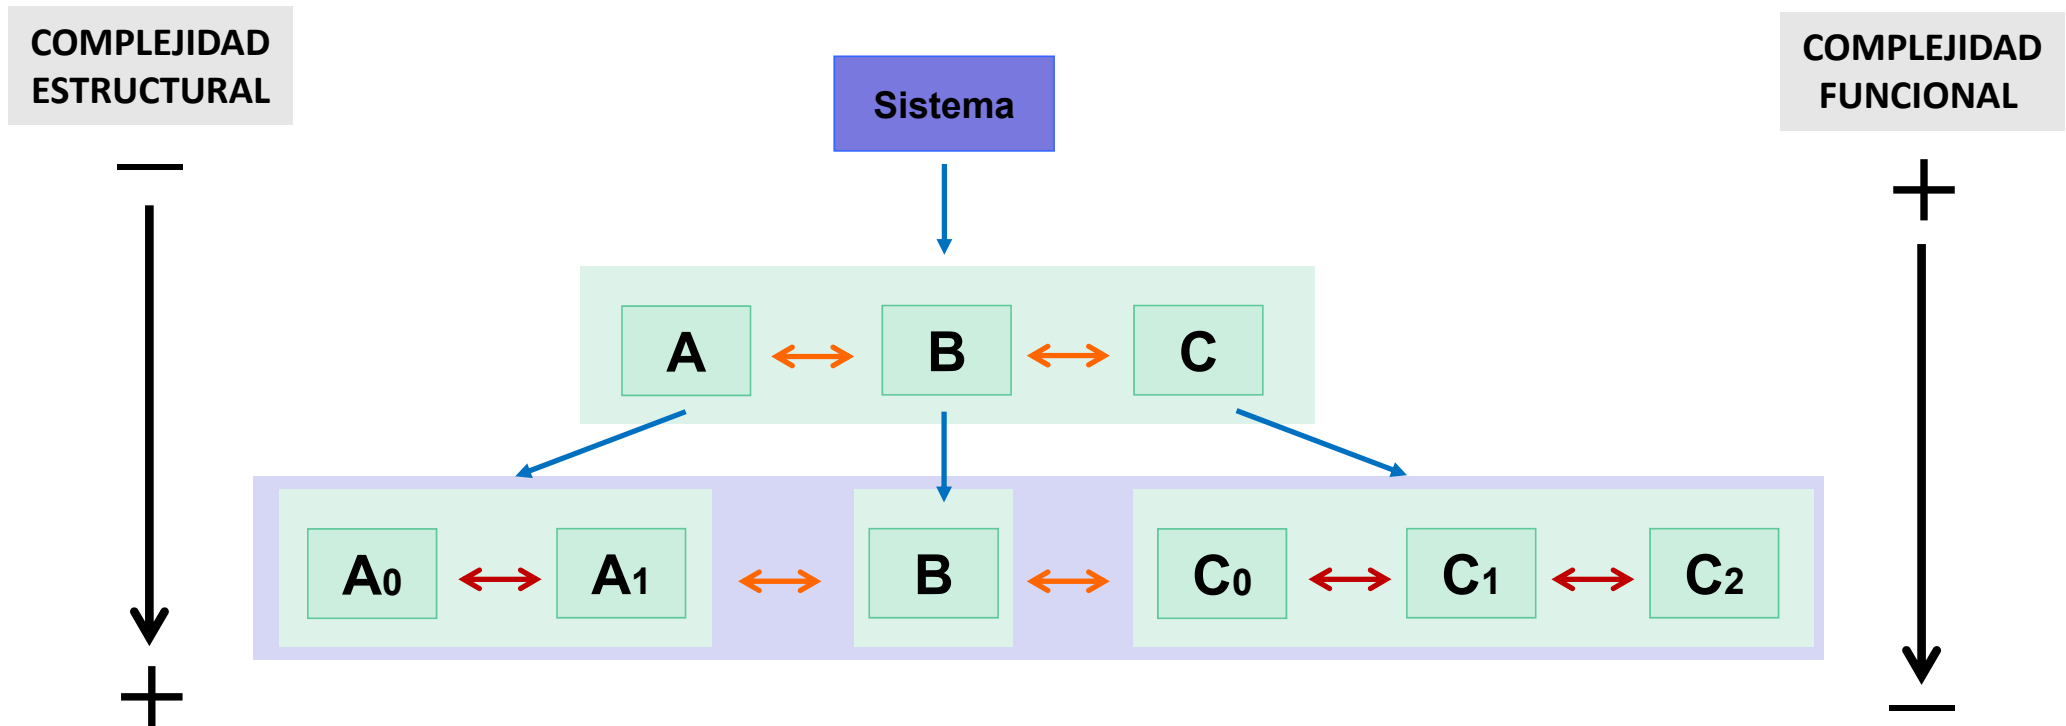 COMPLEJIDAD
ESTRUCTURAL
COMPLEJIDAD
FUNCIONAL
Sistema
− +
A B C
A0 A1 B C0 C1 C2
+ −